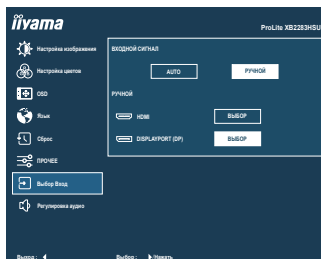 iiyama
ProLite XB2283HSU
Настройка изображения
ВХОДНОЙ СИГНАЛ
AUTO
РУЧНОЙ
Настройка цветов
OSD
РУЧНОЙ
Язык
HDMI
ВЫБОР
Сброс
DISPLAYPORT (DP)
ВЫБОР
ПРОЧЕЕ
Выбор Вход
Регулировка аудио
Выход :
Выбор :
Нажать